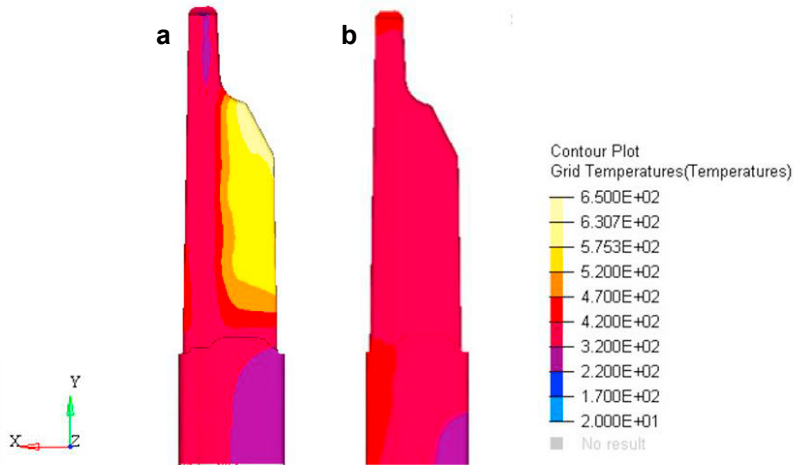 a
b
Contour Plot
Grid Temperatures(Temperatures)
6.500E+02
6.307E+02
5.753E+02
5.200E+02
4.700E+02
4.200E+02
3.200E+02
2.200E+02
1.700E+02
2.000E+01
No result
Y
X
Z